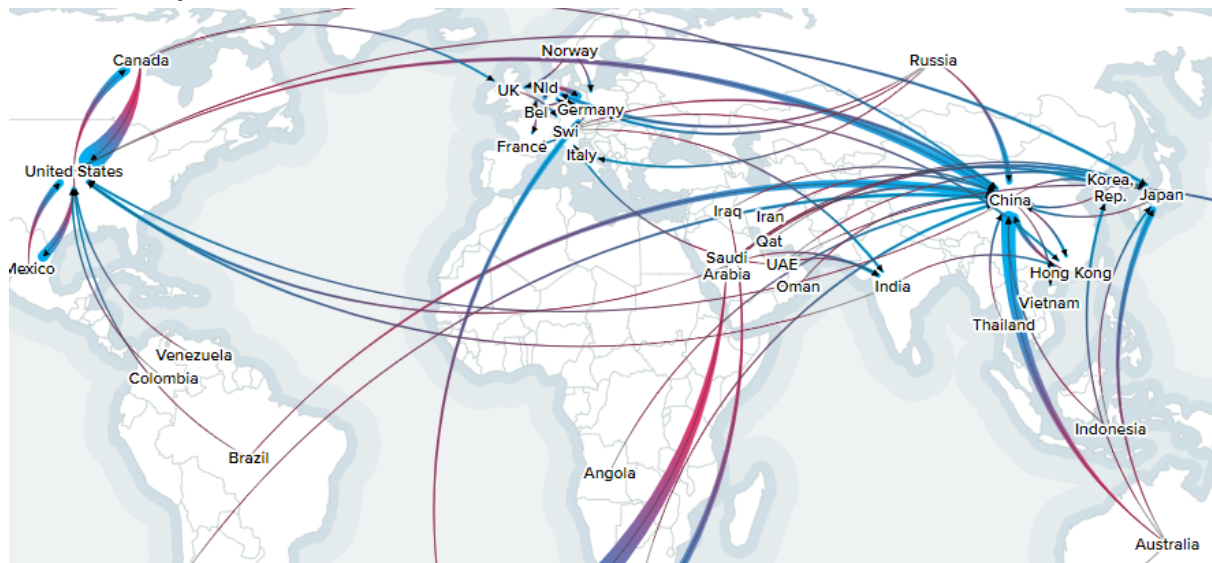 Canada
Norway
Russia
UK
Nld
Bel
Germany
Swi
France
Italy
United States
Korea,
Rep.
Japan
China
Iraq
Iran
Qat
Saudi
Arabia
UAE
Oman
India
Hong Kong
Vietnam
Thailand
Mexico
Venezuela
Colombia
Brazil
Angola
Indonesia
Australia